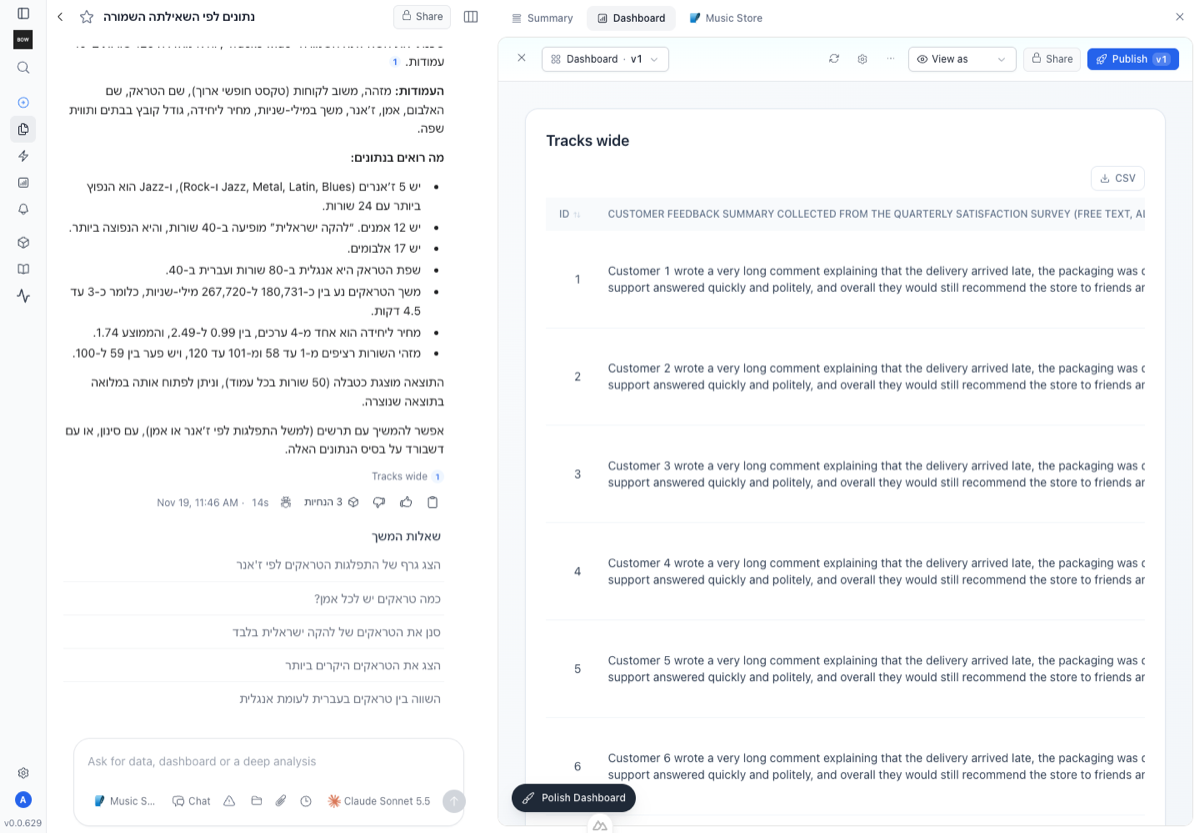 BOW
v0.0.629
נתונים לפי השאילתה השמורה
Share
עמודות. 1
העמודות: מזהה, משוב לקוחות (טקסט חופשי ארוך), שם הטראק, שם
האלבום, אמן, ז׳אנר, משך במילי-שניות, מחיר ליחידה, גודל קובץ בבתים ותווית
שפה.
מה רואים בנתונים:
יש 5 ז׳אנרים (Jazz, Metal, Latin, Blues ו-Rock), ו-Jazz הוא הנפוץ
ביותר עם 24 שורות.
יש 12 אמנים. ״להקה ישראלית״ מופיעה ב-40 שורות, והיא הנפוצה ביותר.
יש 17 אלבומים.
שפת הטראק היא אנגלית ב-80 שורות ועברית ב-40.
משך הטראקים נע בין כ-180,731 ל-267,720 מילי-שניות, כלומר כ-3 עד
4.5 דקות.
מחיר ליחידה הוא אחד מ-4 ערכים, בין 0.99 ל-2.49, והממוצע 1.74.
מזהי השורות רציפים מ-1 עד 58 ומ-101 עד 120, ויש פער בין 59 ל-100.
התוצאה מוצגת כטבלה (50 שורות בכל עמוד), וניתן לפתוח אותה במלואה
בתוצאה שנוצרה.
אפשר להמשיך עם תרשים (למשל התפלגות לפי ז׳אנר או אמן), עם סינון, או עם
דשבורד על בסיס הנתונים האלה.
Tracks wide 1
3 הנחיות
14s · Nov 19, 11:46 AM
שאלות המשך
הצג גרף של התפלגות הטראקים לפי ז'אנר
כמה טראקים יש לכל אמן?
סנן את הטראקים של להקה ישראלית בלבד
הצג את הטראקים היקרים ביותר
השווה בין טראקים בעברית לעומת אנגלית
Ask for data, dashboard or a deep analysis
Music S... Chat Claude Sonnet 5.5
A
Summary Dashboard Music Store
Dashboard · v1 View as Share Publish v1
Tracks wide
CSV
ID CUSTOMER FEEDBACK SUMMARY COLLECTED FROM THE QUARTERLY SATISFACTION SURVEY (FREE TEXT,
1 Customer 1 wrote a very long comment explaining that the delivery arrived late, the packaging was
support answered quickly and politely, and overall they would still recommend the store to friends
2 Customer 2 wrote a very long comment explaining that the delivery arrived late, the packaging was
support answered quickly and politely, and overall they would still recommend the store to friends
3 Customer 3 wrote a very long comment explaining that the delivery arrived late, the packaging was
support answered quickly and politely, and overall they would still recommend the store to friends
4 Customer 4 wrote a very long comment explaining that the delivery arrived late, the packaging was
support answered quickly and politely, and overall they would still recommend the store to friends
5 Customer 5 wrote a very long comment explaining that the delivery arrived late, the packaging was
support answered quickly and politely, and overall they would still recommend the store to friends
6 Customer 6 wrote a very long comment explaining that the delivery arrived late, the packaging was
support answered quickly and politely, and overall they would still recommend the store to friends
Polish Dashboard